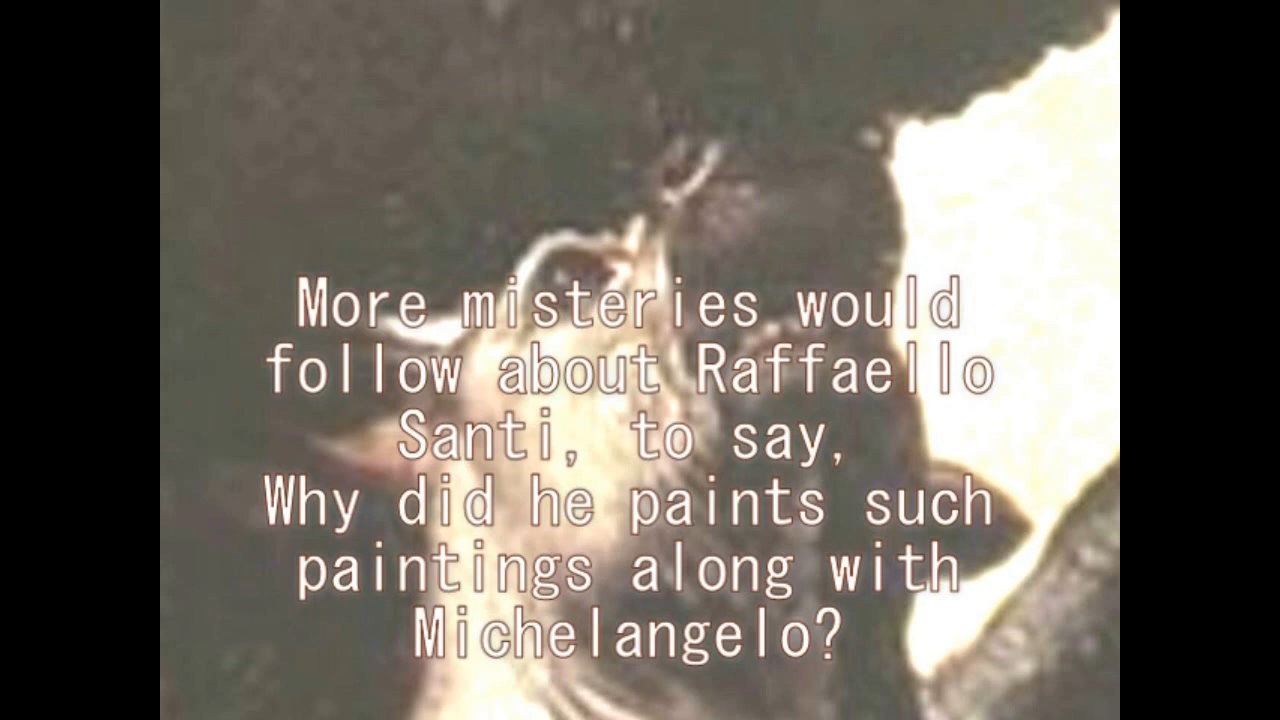 More misteries would
follow about Raffaello
Santi, to say,
Why did he paints such
paintings along with
Michelangelo?